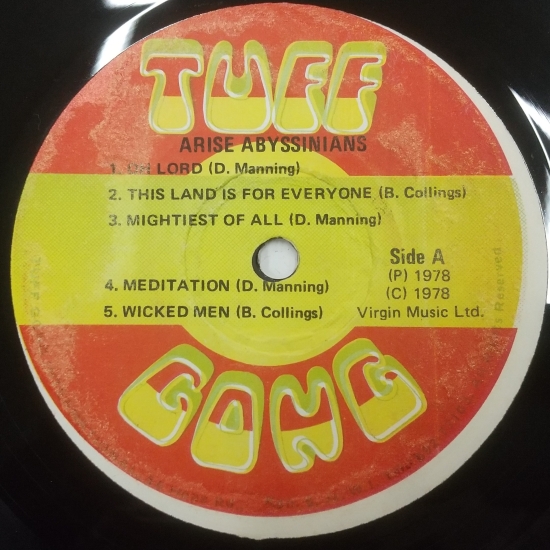 TUFF
ARISE ABYSSINIANS
1. LORD (D. Manning)
2. THIS LAND IS FOR EVERYONE (B. Collings)
3. MIGHTIEST OF ALL (D. Manning)
Side A
(P) 1978
4. MEDITATION (D. Manning)
(C) 1978
5. WICKED MEN (B. Collings)
Virgin Music Ltd.
GONG
Reserved